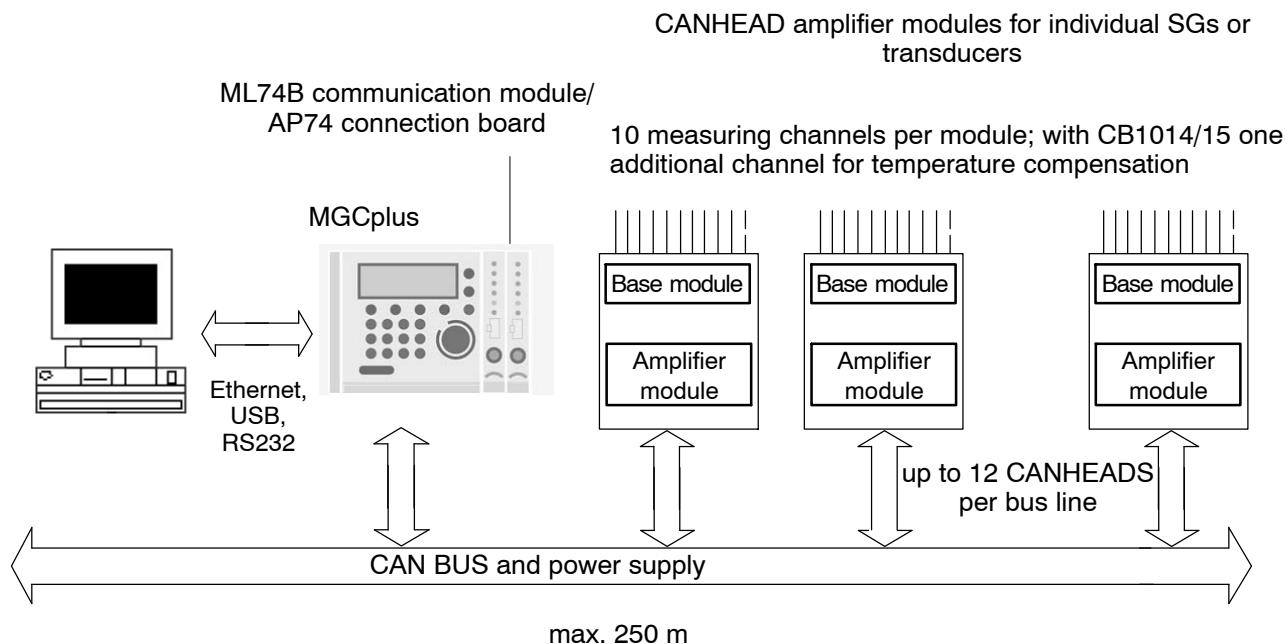 CANHEAD amplifier modules for individual SGs or
transducers
ML74B communication module/
AP74 connection board
10 measuring channels per module; with CB1014/15 one
additional channel for temperature compensation
MGCplus
Base module
Base module
Base module
Amplifier
module
Amplifier
module
Amplifier
module
Ethernet,
USB,
RS232
up to 12 CANHEADS
per bus line
CAN BUS and power supply
max. 250 m